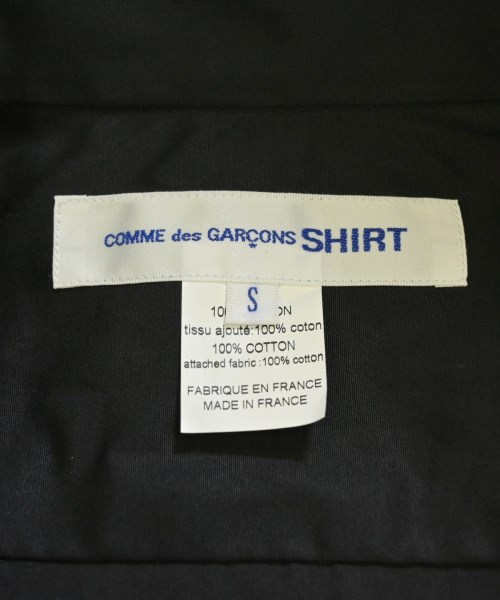 COMME des GARÇONS SHIRT
S
tissu ajouté:100% coton
100% COTTON
attached fabric :100% cotton
FABRIQUE EN FRANCE
MADE IN FRANCE